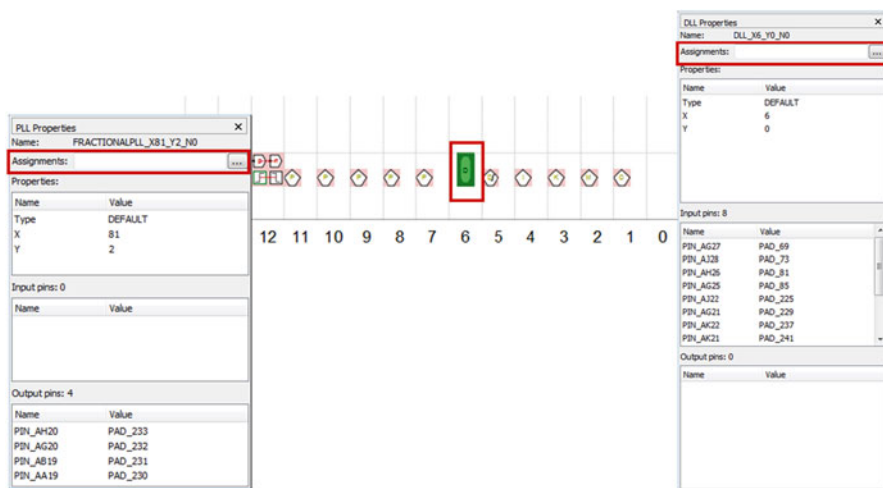 PLL Properties X
Name: FRACTIONALPLL_X81_Y2_N0
Assignments: ...
Properties:
Name Value
Type DEFAULT
X 81
Y 2
Input pins: 0
Name Value
Output pins: 4
Name Value
PIN_AH20 PAD_233
PIN_AG20 PAD_232
PIN_AB19 PAD_231
PIN_AA19 PAD_230
12 11 10 9 8 7 6 5 4 3 2 1 0
DLL Properties X
Name: DLL_X6_Y0_N0
Assignments: ...
Properties:
Name Value
Type DEFAULT
X 6
Y 0
Input pins: 8
Name Value
PIN_AG27 PAD_69
PIN_AJ28 PAD_73
PIN_AH26 PAD_81
PIN_AG25 PAD_85
PIN_AJ22 PAD_225
PIN_AG21 PAD_229
PIN_AK22 PAD_237
PIN_AK21 PAD_241
Output pins: 0
Name Value